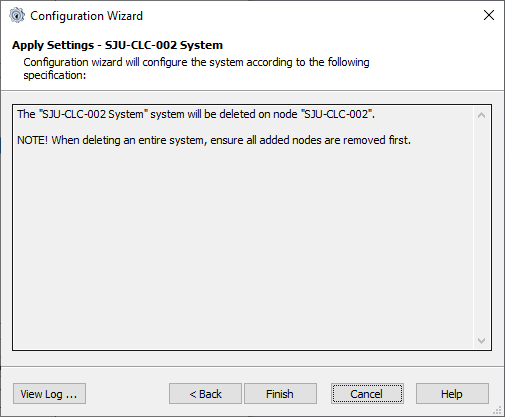 Configuration Wizard
Apply Settings - SJU-CLC-002 System
Configuration wizard will configure the system according to the following
specification:
The "SJU-CLC-002 System" system will be deleted on node "SJU-CLC-002".
NOTE! When deleting an entire system, ensure all added nodes are removed first.
View Log ...
< Back
Finish
Cancel
Help